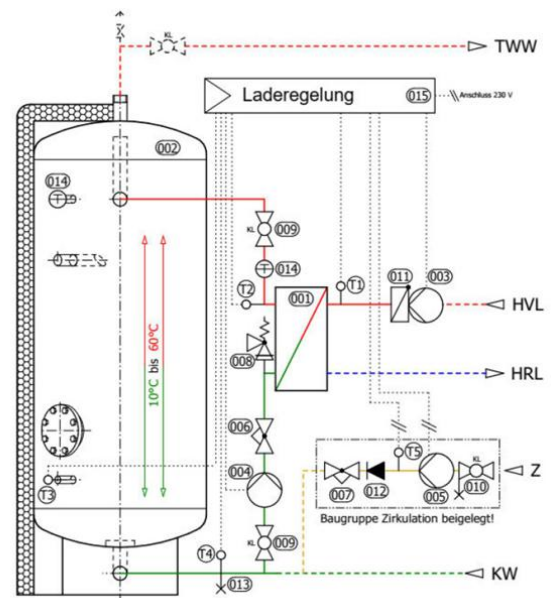 KL
TWW
Laderegelung
015
Anschluss 230 V
002
014
KL
009
014
T2
001
T1
011
003
HVL
10°C bis 60°C
008
HRL
006
T5
KL
Z
T3
004
007
012
005
010
Baugruppe Zirkulation beigelegt!
KL
009
T4
013
KW